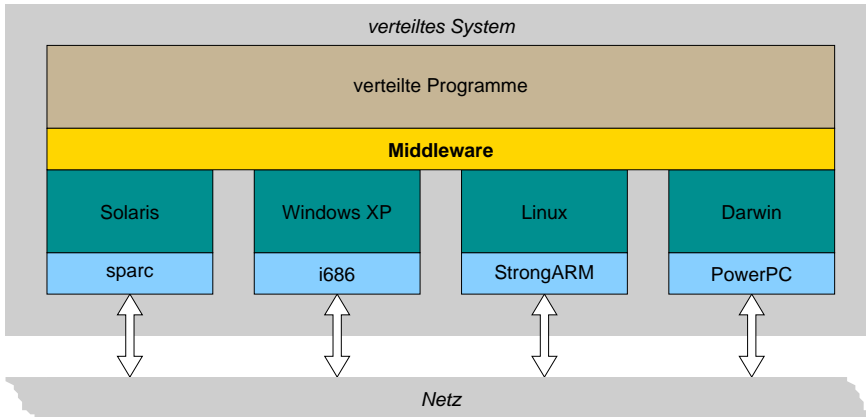 verteiltes System
verteilte Programme
Middleware
Solaris
Windows XP
Linux
Darwin
sparc
i686
StrongARM
PowerPC
Netz